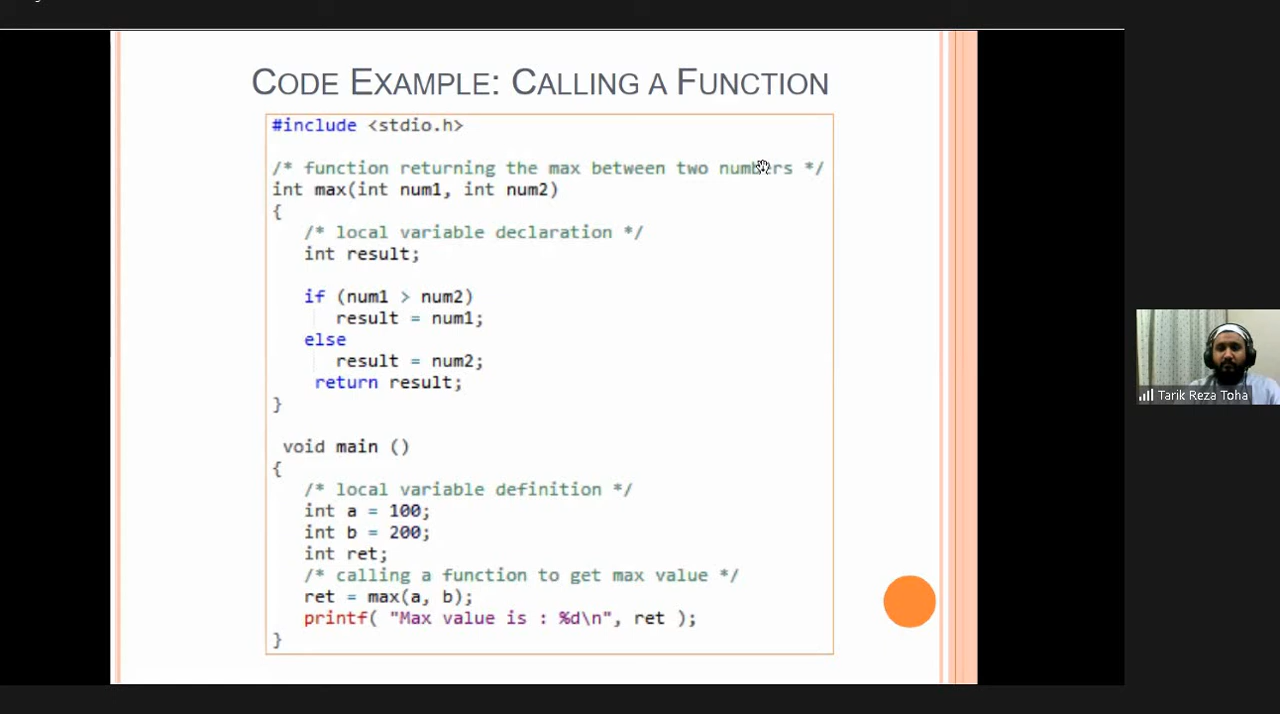 CODE EXAMPLE: CALLING A FUNCTION
#include <stdio.h>
/* function returning the max between two numbers */
int max(int num1, int num2)
{
/* local variable declaration */
int result;
if (num1 > num2)
result = num1;
else
result = num2;
return result;
}
void main ()
{
/* local variable definition */
int a = 100;
int b = 200;
int ret;
/* calling a function to get max value */
ret = max(a, b);
printf( "Max value is : %d\n", ret );
}
Tarik Reza Toha